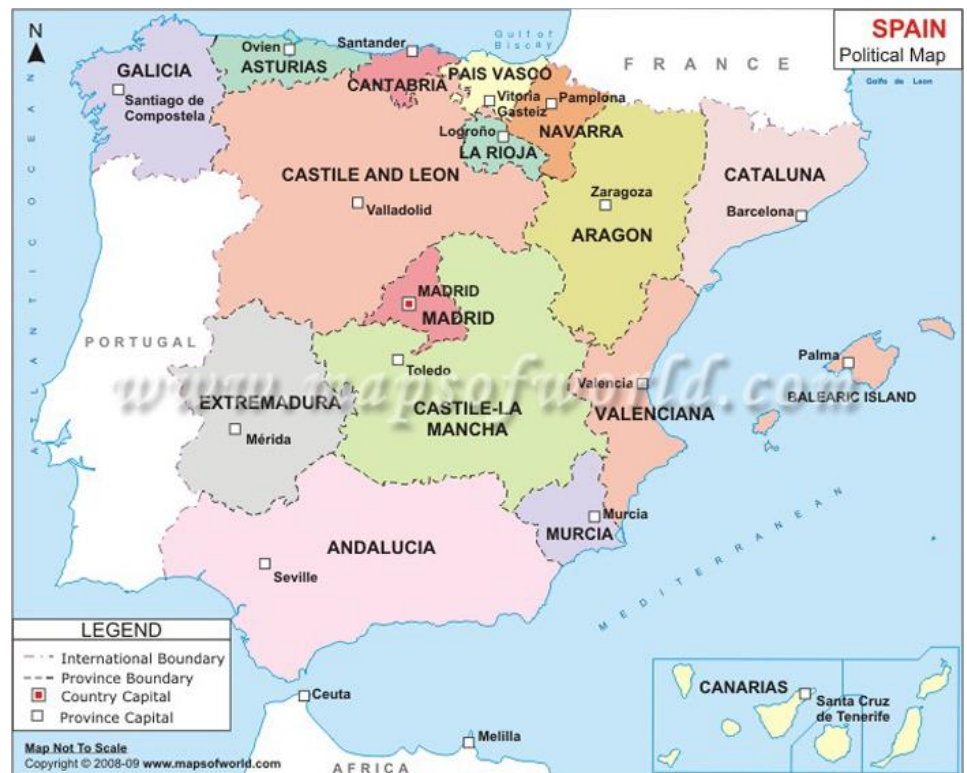 N
SPAIN
Political Map
Gulf of
Biscay
FRANCE
Golfo de Leon
ATLANTIC OCEAN
Ovien
ASTURIAS
Santander
CANTABRIA
PAIS VASCO
Vitoria
Gasteiz
Pamplona
NAVARRA
GALICIA
Santiago de
Compostela
Logroño
LA RIOJA
CASTILE AND LEON
Valladolid
Zaragoza
ARAGON
CATALUNA
Barcelona
MADRID
MADRID
PORTUGAL
Toledo
www.mapsofworld.com
EXTREMADURA
Mérida
CASTILE-LA
MANCHA
Valencia
VALENCIANA
Palma
BALEARIC ISLAND
Murcia
MURCIA
ANDALUCIA
Seville
MEDITERRANEAN
LEGEND
International Boundary
Province Boundary
Country Capital
Province Capital
Map Not To Scale
Copyright © 2008-09 www.mapsofworld.com
Ceuta
Melilla
AFRICA
CANARIAS
Santa Cruz
de Tenerife